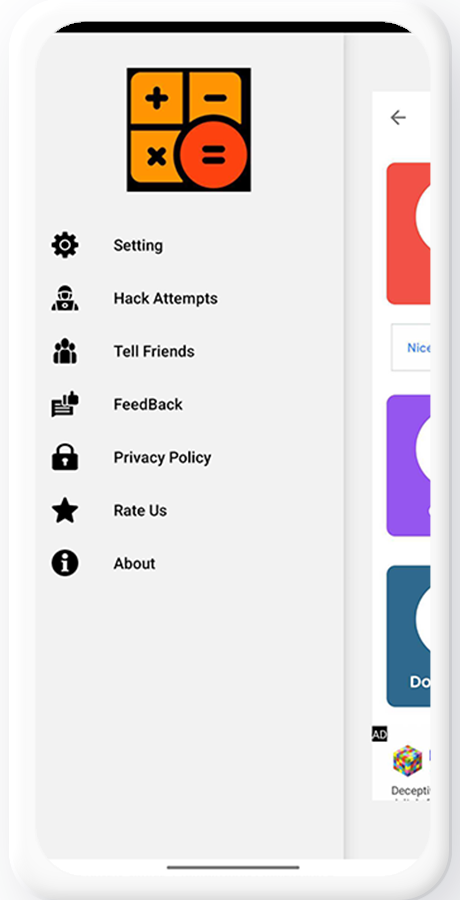 Setting
Hack Attempts
Tell Friends
FeedBack
Privacy Policy
Rate Us
About
Nice
Do
AD
Decepti